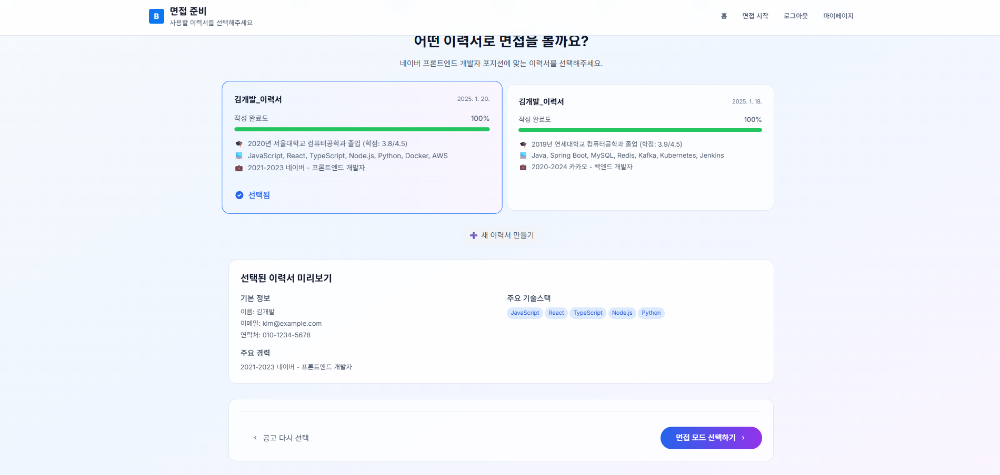 B
면접 준비
사용할 이력서를 선택해주세요
홈
면접 시작
로그아웃
마이페이지
어떤 이력서로 면접을 볼까요?
네이버 프론트엔드 개발자 포지션에 맞는 이력서를 선택해주세요.
김개발_이력서
2025. 1. 20.
작성 완료도
100%
2020년 서울대학교 컴퓨터공학과 졸업 (학점: 3.8/4.5)
JavaScript, React, TypeScript, Node.js, Python, Docker, AWS
2021-2023 네이버 - 프론트엔드 개발자
선택됨
김개발_이력서
2025. 1. 18.
작성 완료도
100%
2019년 연세대학교 컴퓨터공학과 졸업 (학점: 3.9/4.5)
Java, Spring Boot, MySQL, Redis, Kafka, Kubernetes, Jenkins
2020-2024 카카오 - 백엔드 개발자
새 이력서 만들기
선택된 이력서 미리보기
기본 정보
이름: 김개발
이메일: kim@example.com
연락처: 010-1234-5678
주요 경력
2021-2023 네이버 - 프론트엔드 개발자
주요 기술스택
JavaScript
React
TypeScript
Node.js
Python
공고 다시 선택
면접 모드 선택하기